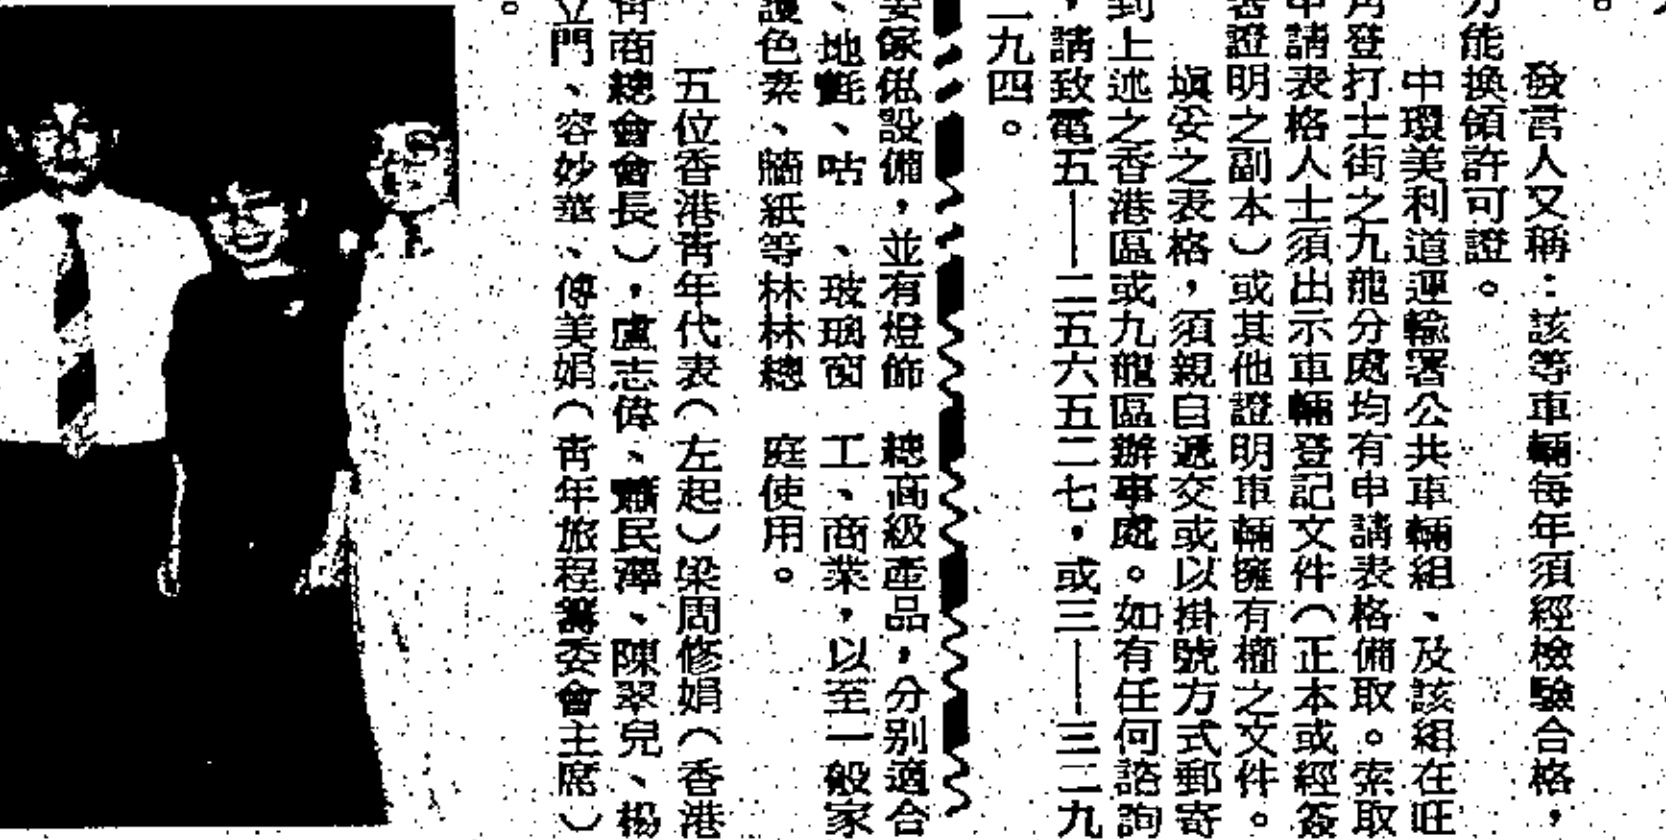 發言人又稱：該等車輛每年須經檢驗合格，
方能換領許可證。
中環美利道運輸署公共車輛組、及該組在旺
角登打士街之九龍分處均有申請表格備取。索取
申請表格人士須出示車輛登記文件（正本或經簽
署證明之副本）或其他證明車輛擁有權之文件。
填妥之表格，須親自遞交或以掛號方式郵寄
到上述之香港區或九龍區辦事處。如有任何諮詢
，請致電五——二五六五二七，或三——三二九
二九四。
傢俬設備，並有燈飾
、地氈、咕 、玻璃窗
護色素、牆紙等林林總
總高級產品，分別適合
工、商業，以至一般家
庭使用。
五位香港青年代表（左起）梁周修娟（香港
青商總會會長），盧志偉、蕭民澤、陳翠兒、楊
立門、容妙華、傅美娟（青年旅程籌委會主席）
。